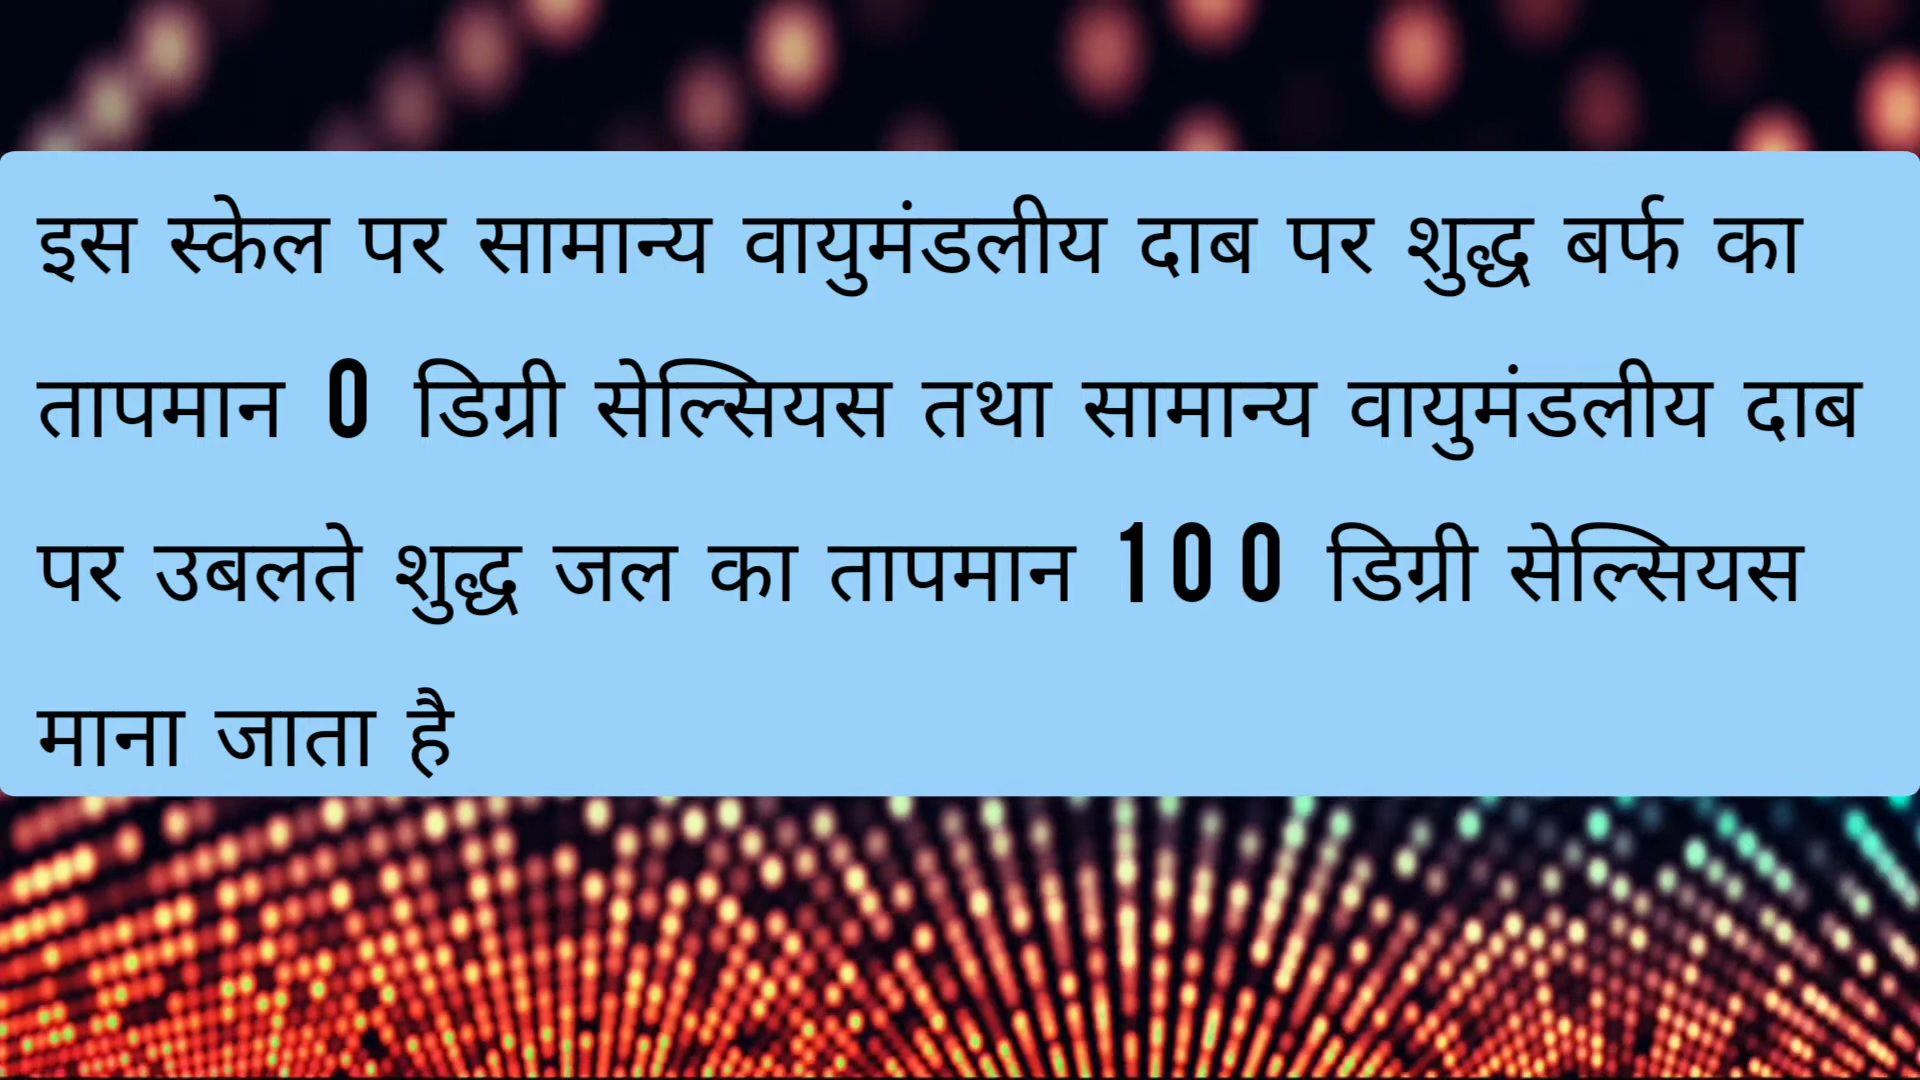 इस स्केल पर सामान्य वायुमंडलीय दाब पर शुद्ध बर्फ का
तापमान 0 डिग्री सेल्सियस तथा सामान्य वायुमंडलीय दाब
पर उबलते शुद्ध जल का तापमान 100 डिग्री सेल्सियस
माना जाता है